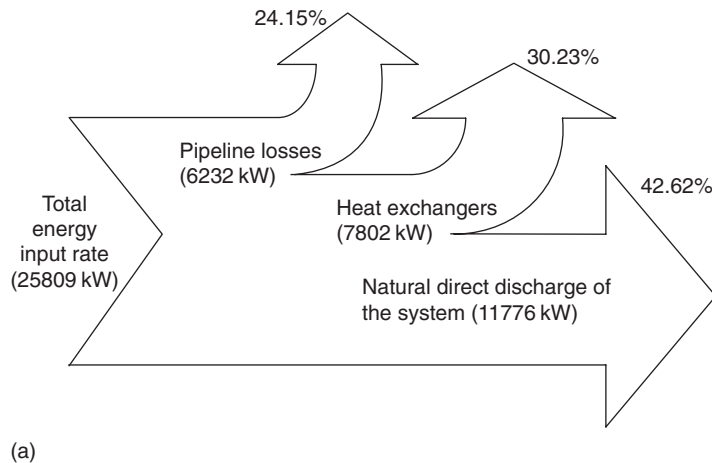 24.15%
30.23%
Pipeline losses
(6232 kW)
42.62%
Total
energy
input rate
(25809 kW)
Heat exchangers
(7802 kW)
Natural direct discharge of
the system (11776 kW)
(a)